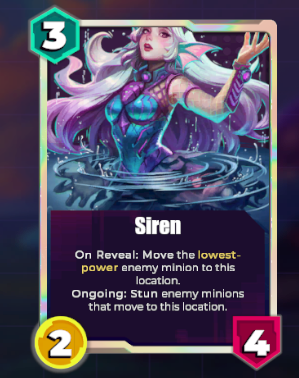 3
Siren
On Reveal: Move the lowest-
power enemy minion to this
location.
Ongoing: Stun enemy minions
that move to this location.
2
4